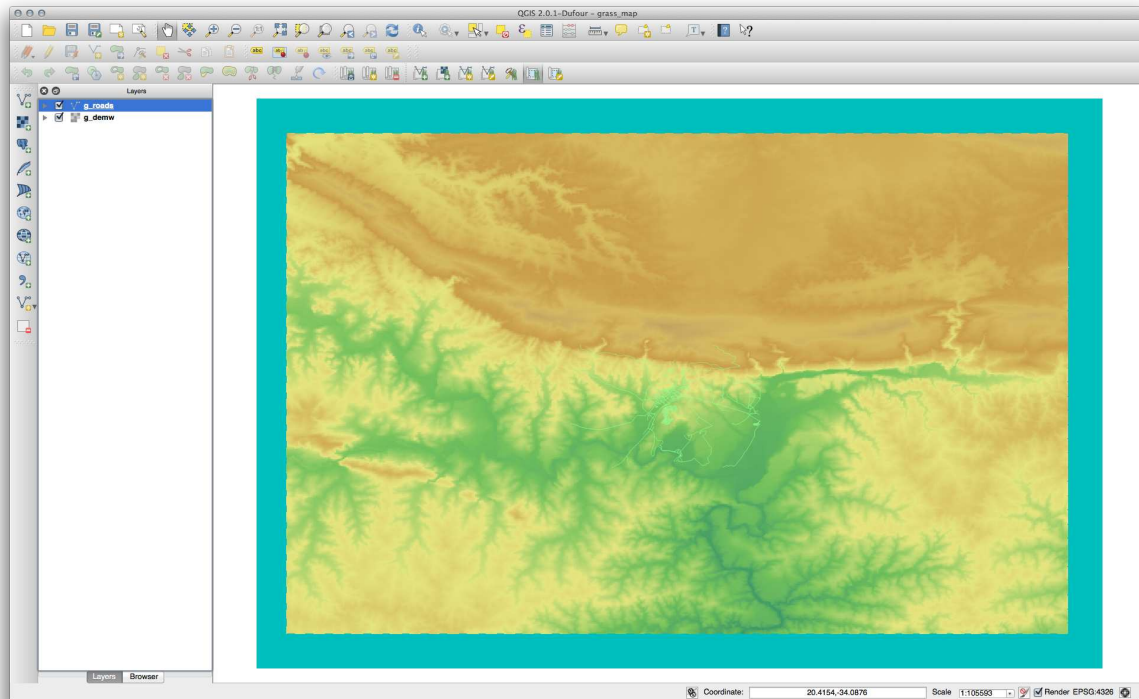 QGIS 2.0.1-Dufour – grass_map
Layers
g_roads
g_demw
Layers
Browser
Coordinate:
20.4154,-34.0876
Scale
1:105593
Render
EPSG:4326